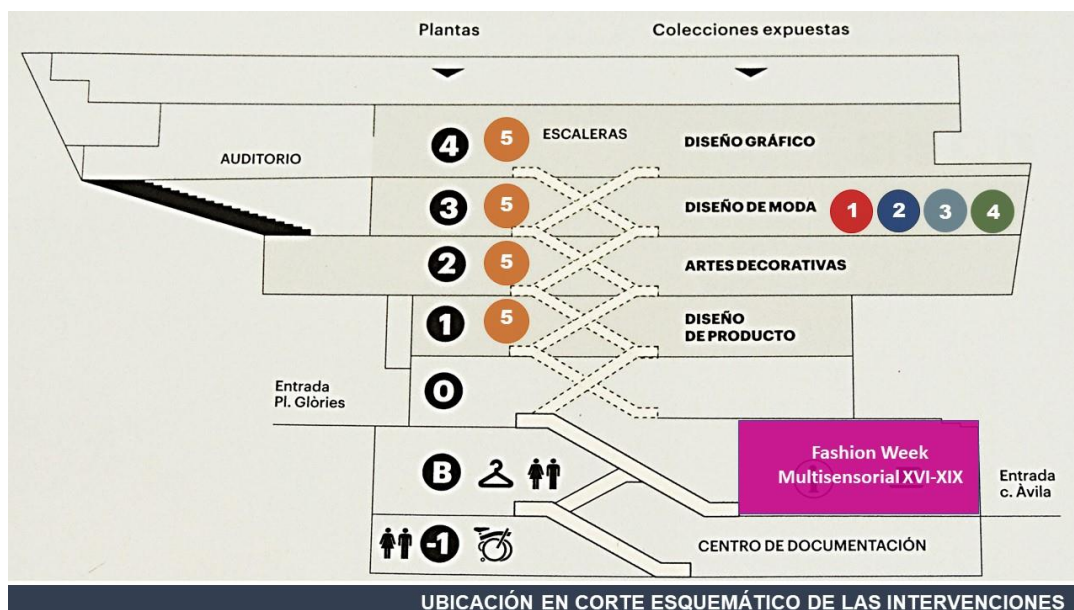 Plantas
Colecciones expuestas
AUDITORIO
4
5
ESCALERAS
DISEÑO GRÁFICO
3
5
DISEÑO DE MODA
1
2
3
4
2
5
ARTES DECORATIVAS
1
5
DISEÑO
DE PRODUCTO
Entrada
Pl. Glòries
0
B
Fashion Week
Multisensorial XVI-XIX
Entrada
c. Àvila
-1
CENTRO DE DOCUMENTACIÓN
UBICACIÓN EN CORTE ESQUEMÁTICO DE LAS INTERVENCIONES